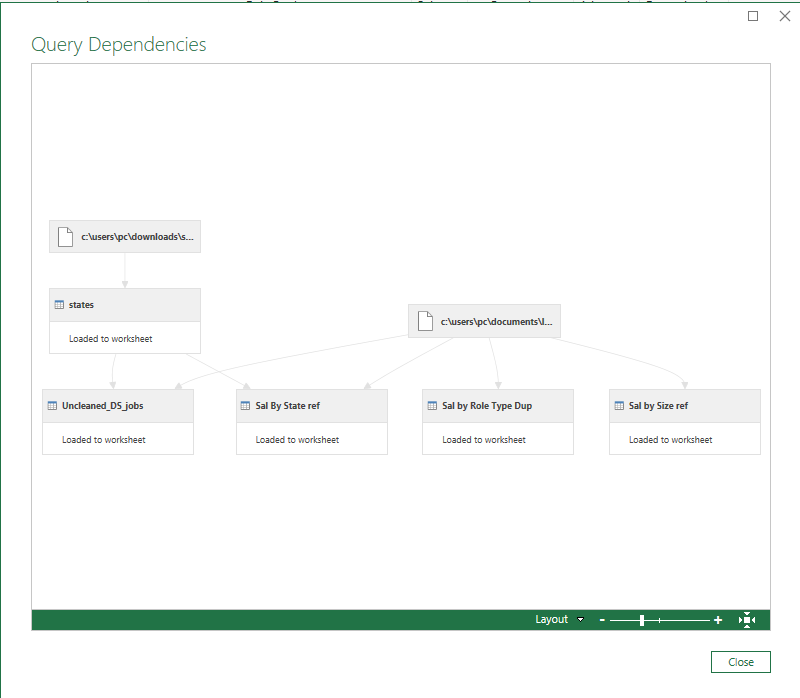 Query Dependencies
c:\users\pc\downloads\s...
states
Loaded to worksheet
c:\users\pc\documents\l...
Uncleaned_DS_jobs
Loaded to worksheet
Sal By State ref
Loaded to worksheet
Sal by Role Type Dup
Loaded to worksheet
Sal by Size ref
Loaded to worksheet
Layout
Close